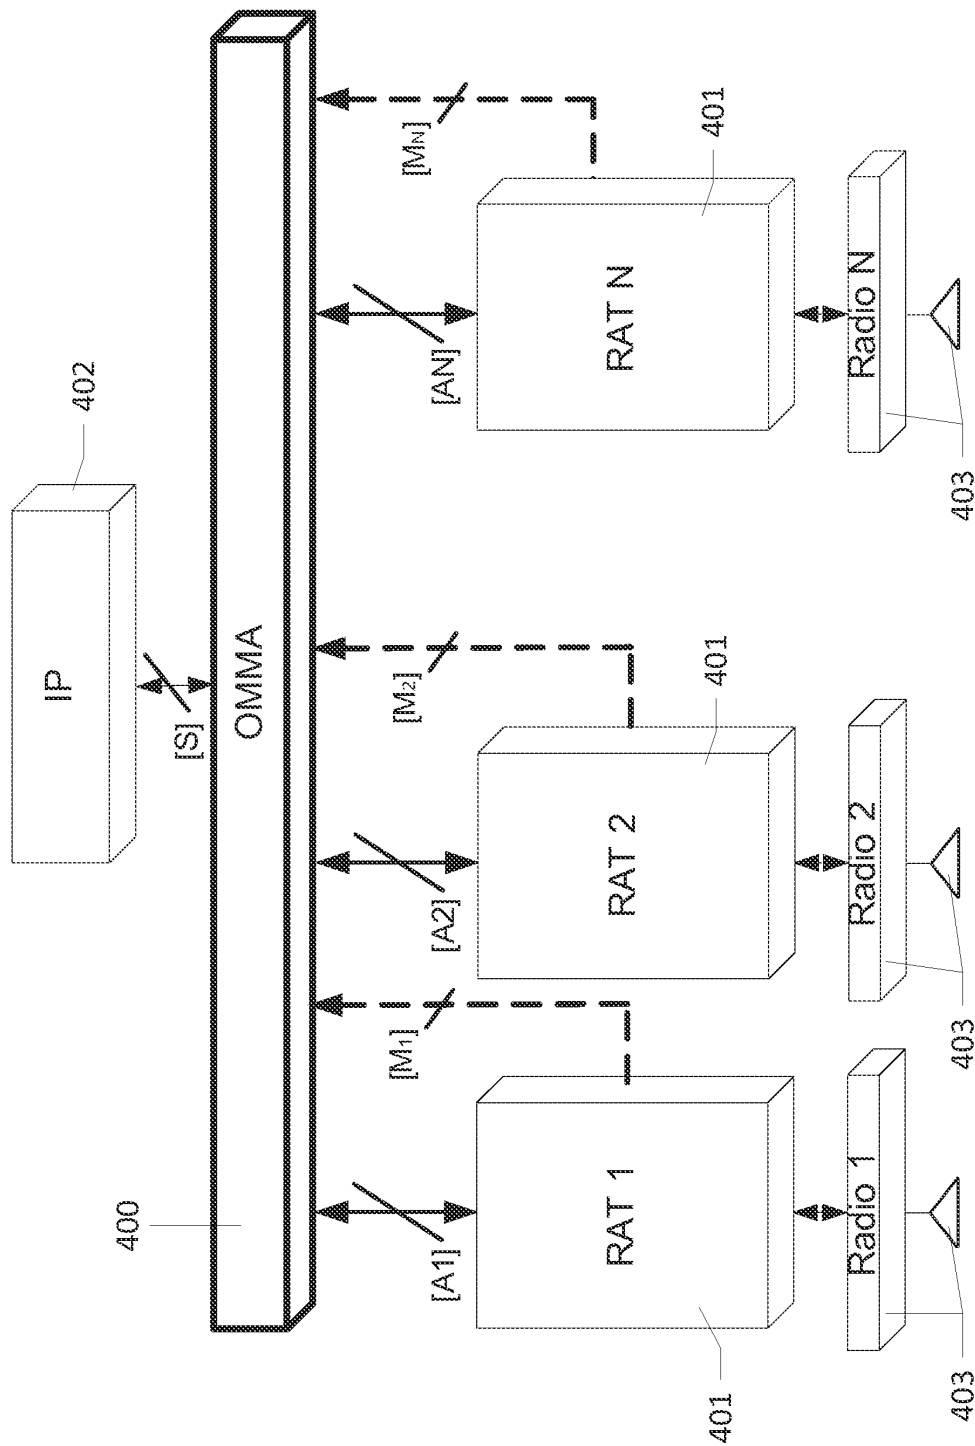 402
IP
[S]
400
OMMA
[A1]
[M1]
[A2]
[M2]
[AN]
[MN]
401
RAT 1
RAT 2
401
RAT N
401
Radio 1
Radio 2
Radio N
403
403
403